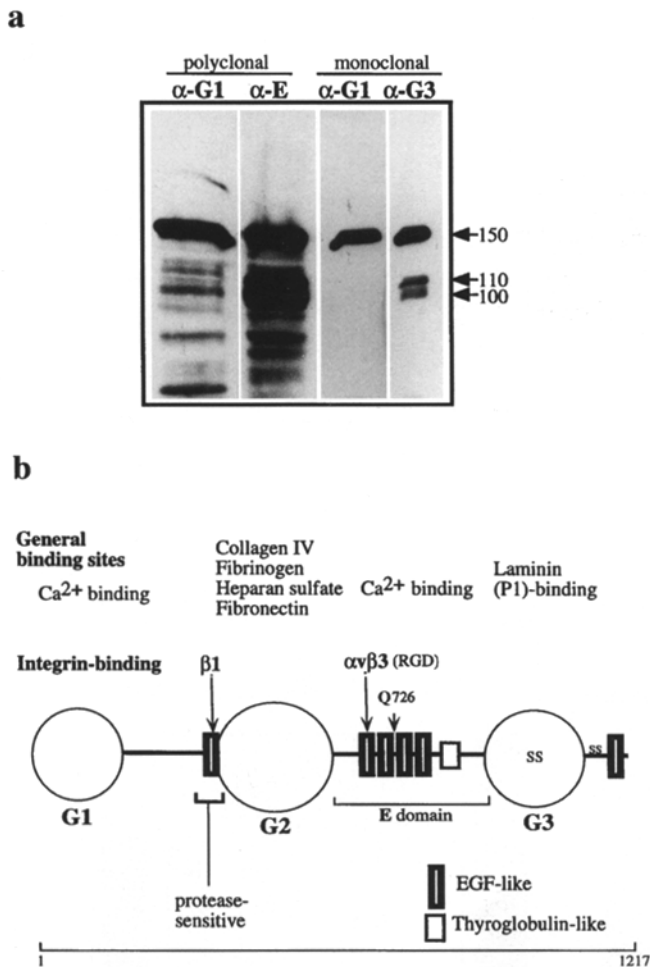 a
polyclonal monoclonal
α-G1 α-E α-G1 α-G3
150
110
100
b
General
binding sites
Ca2+ binding
Collagen IV
Fibrinogen
Heparan sulfate
Fibronectin
Ca2+ binding
Laminin
(P1)-binding
Integrin-binding
β1
αvβ3 (RGD)
Q726
ss
ss
G1
G2
E domain
G3
protease-
sensitive
EGF-like
Thyroglobulin-like
1
1217